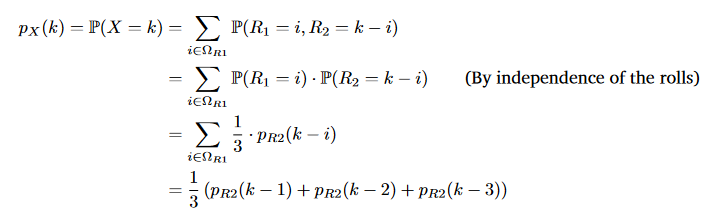 p_X(k) = ℙ(X = k) = ∑_{i∈Ω_{R1}} ℙ(R_1 = i, R_2 = k − i)
= ∑_{i∈Ω_{R1}} ℙ(R_1 = i) · ℙ(R_2 = k − i) (By independence of the rolls)
= ∑_{i∈Ω_{R1}} 1/3 · p_{R2}(k − i)
= 1/3 (p_{R2}(k − 1) + p_{R2}(k − 2) + p_{R2}(k − 3))